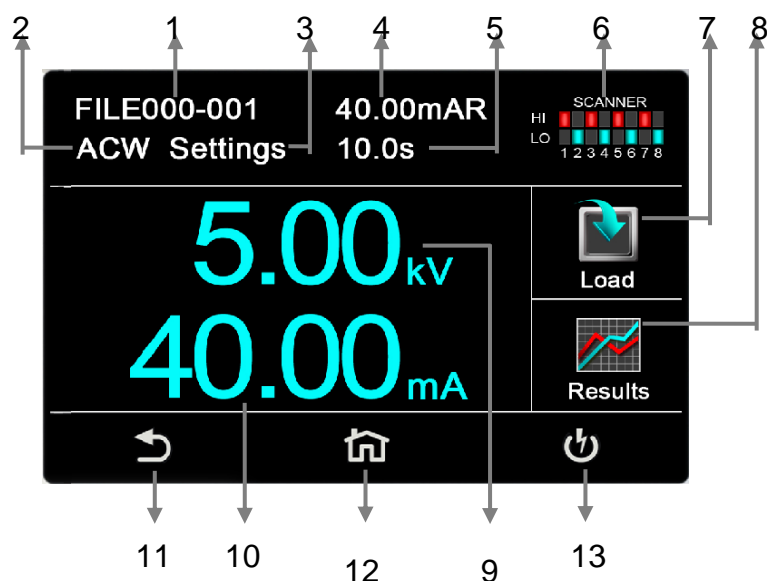 1
2 3 4 5 6 7 8
FILE000-001 40.00mAR SCANNER
HI
ACW Settings 10.0s LO
1 2 3 4 5 6 7 8
5.00kV
Load
40.00mA
Results
11 10 12 9 13